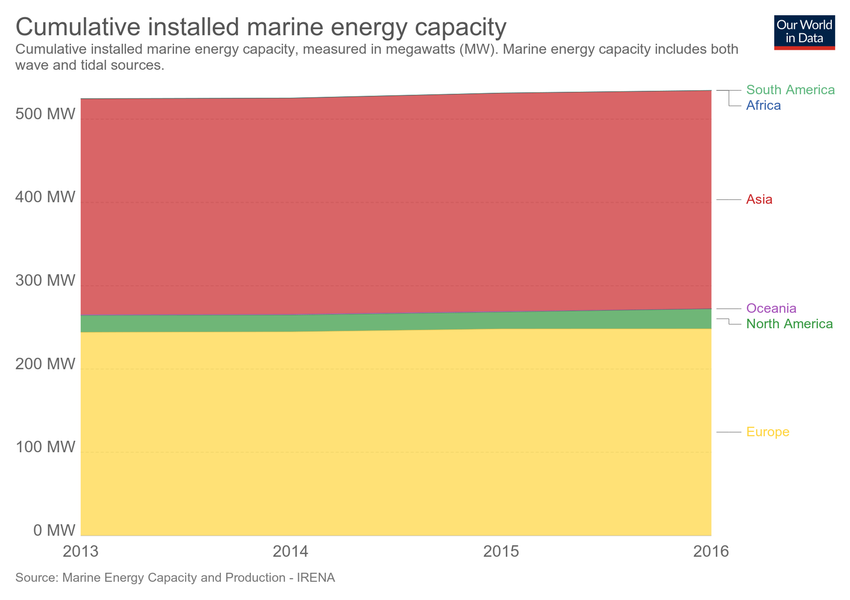 Cumulative installed marine energy capacity
Our World
in Data
Cumulative installed marine energy capacity, measured in megawatts (MW). Marine energy capacity includes both
wave and tidal sources.
South America
Africa
500 MW
400 MW
Asia
300 MW
Oceania
North America
200 MW
Europe
100 MW
0 MW
2013
2014
2015
2016
Source: Marine Energy Capacity and Production - IRENA